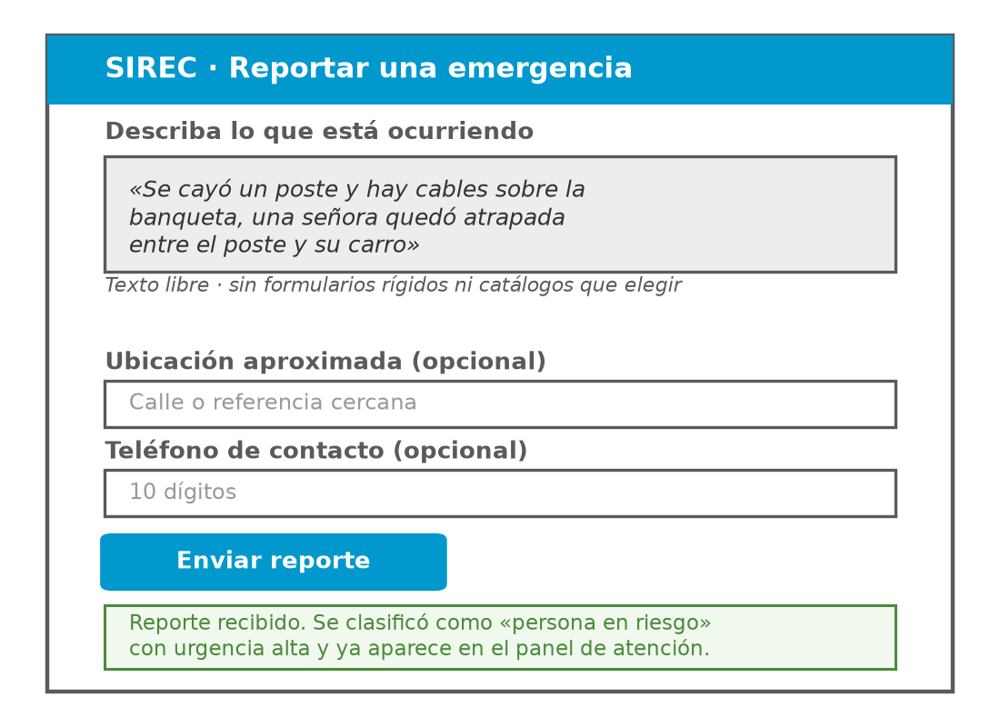 SIREC · Reportar una emergencia
Describa lo que está ocurriendo
«Se cayó un poste y hay cables sobre la
banqueta, una señora quedó atrapada
entre el poste y su carro»
Texto libre · sin formularios rígidos ni catálogos que elegir
Ubicación aproximada (opcional)
Calle o referencia cercana
Teléfono de contacto (opcional)
10 dígitos
Enviar reporte
Reporte recibido. Se clasificó como «persona en riesgo»
con urgencia alta y ya aparece en el panel de atención.